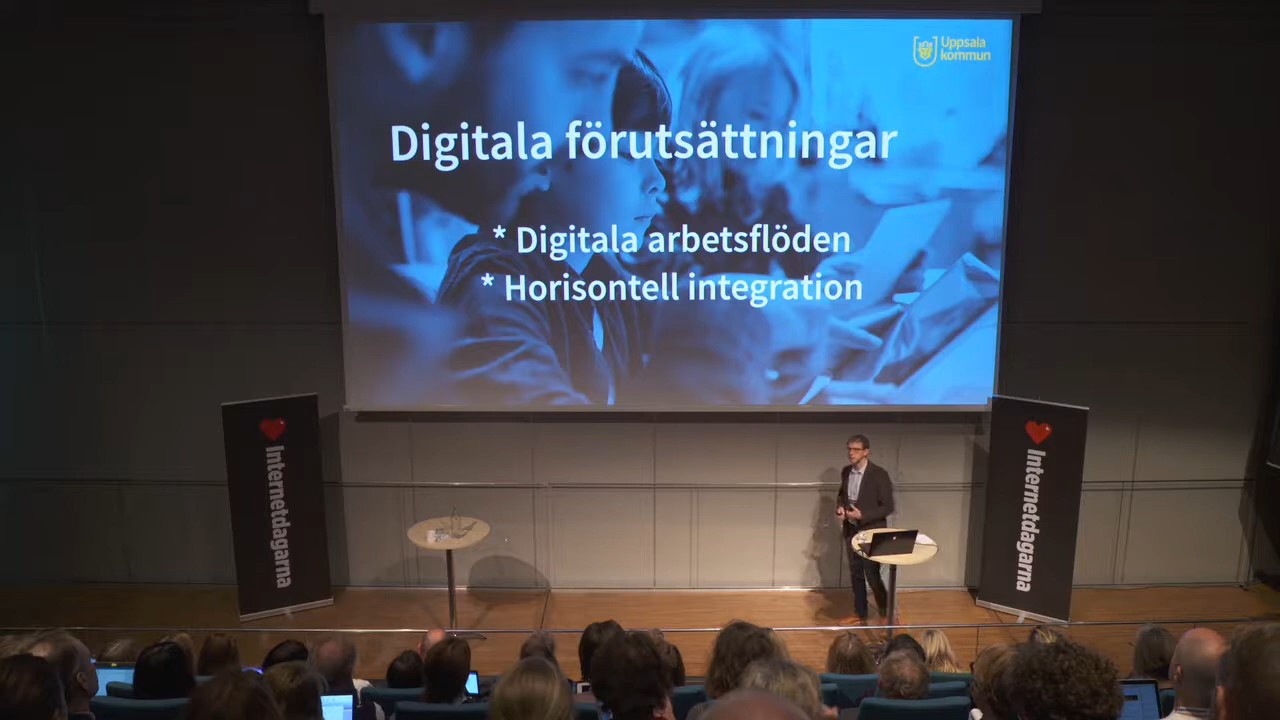 Uppsala
kommun
Digitala förutsättningar
* Digitala arbetsflöden
* Horisontell integration
Internetdagarna
Internetdagarna